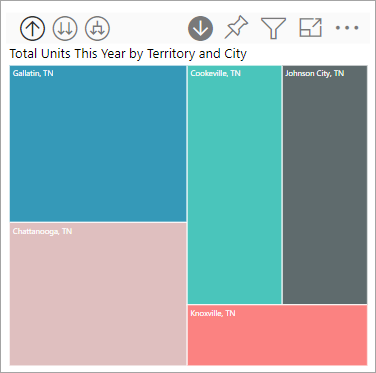 Total Units This Year by Territory and City
Gallatin, TN
Cookeville, TN
Johnson City, TN
Chattanooga, TN
Knoxville, TN